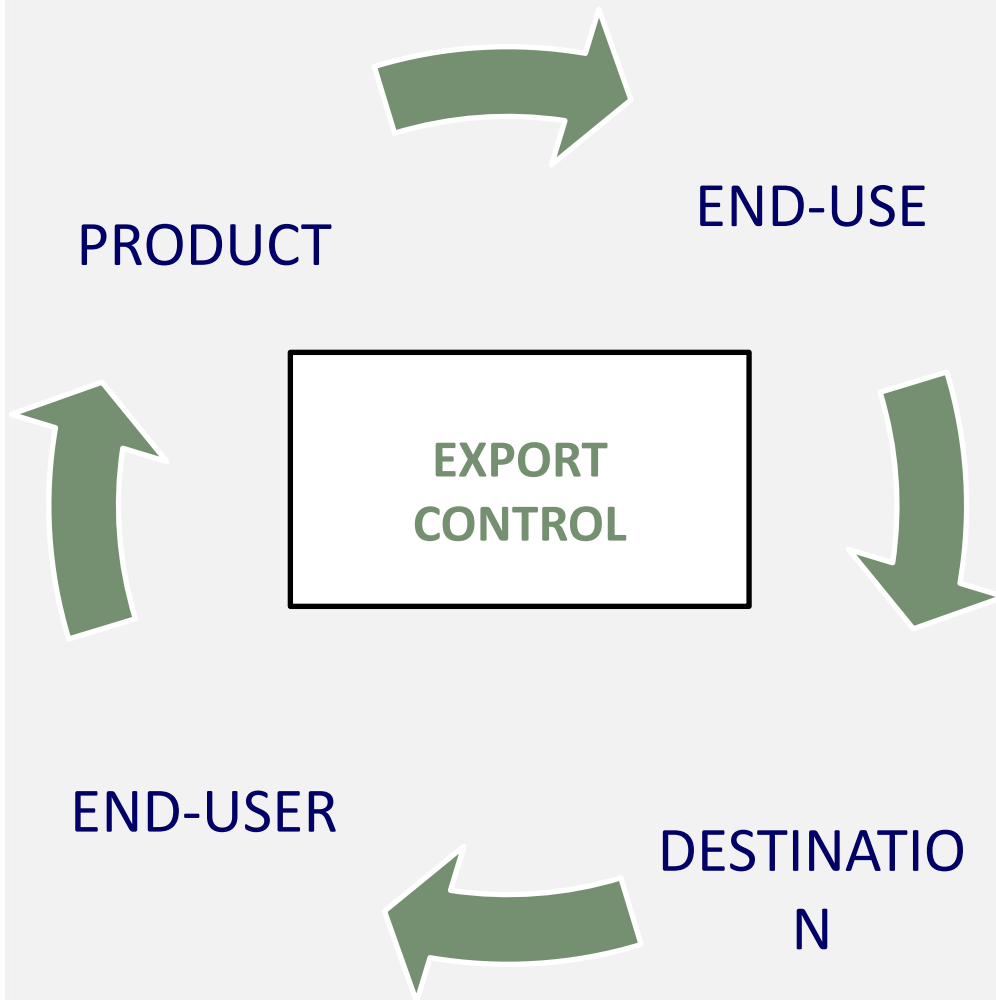 PRODUCT
END-USE
EXPORT
CONTROL
END-USER
DESTINATIO
N